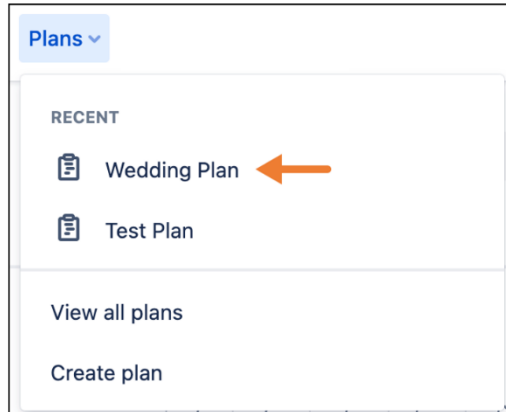 Plans
RECENT
Wedding Plan
Test Plan
View all plans
Create plan